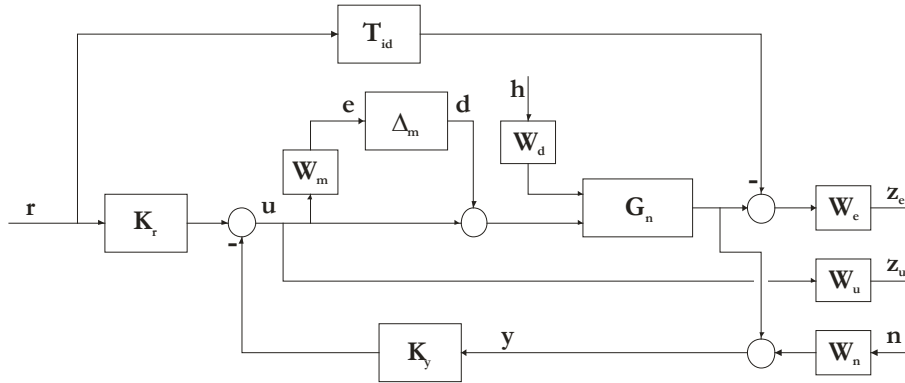 T_id
h
e
d
Δ_m
W_d
W_m
-
r
K_r
u
G_n
W_e
z_e
-
W_u
z_u
K_y
y
W_n
n